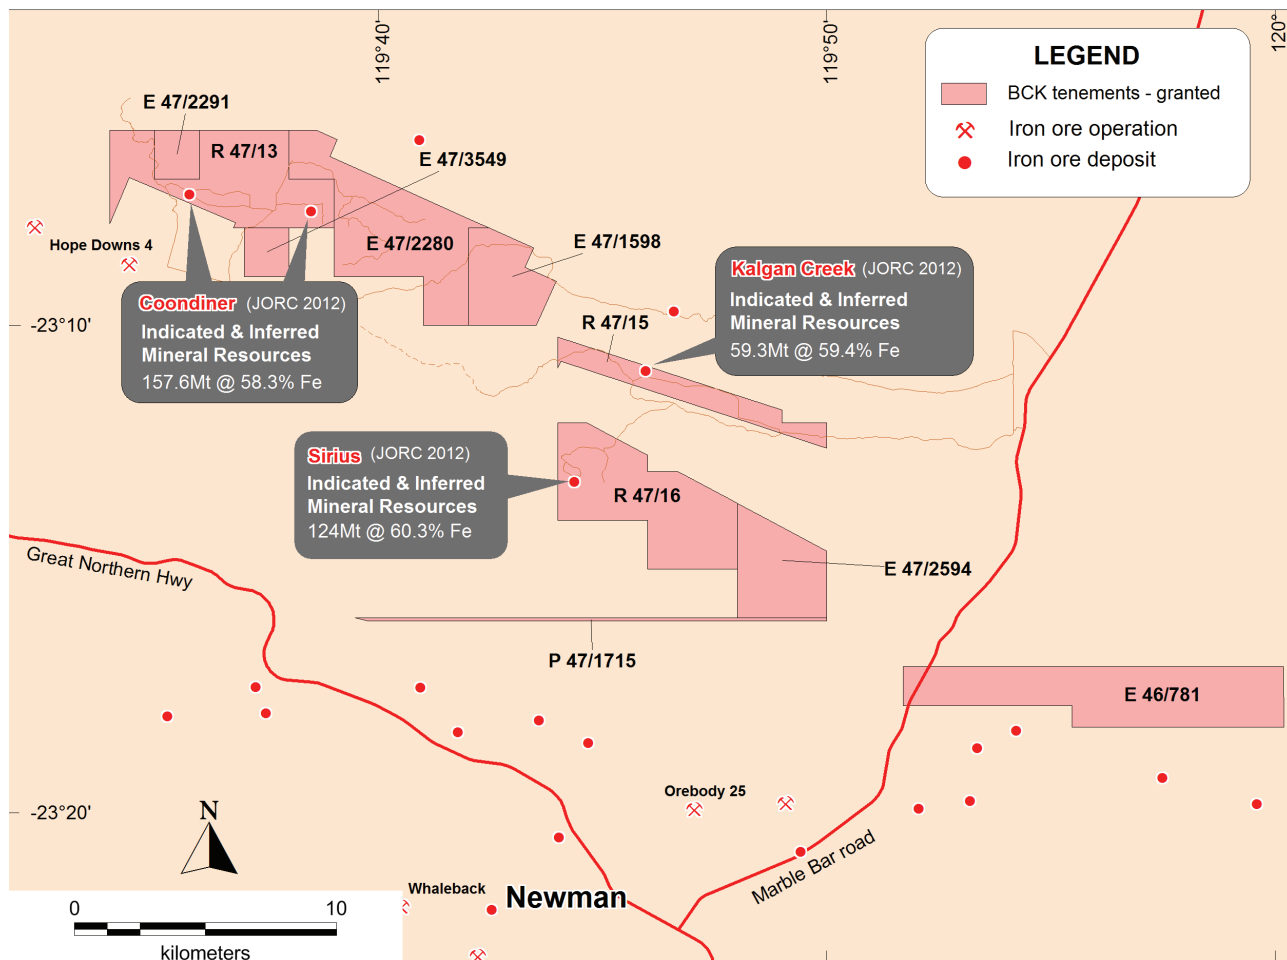 119°40'
119°50'
120°
LEGEND
BCK tenements - granted
Iron ore operation
Iron ore deposit
E 47/2291
R 47/13
E 47/3549
Hope Downs 4
E 47/2280
E 47/1598
Coondiner (JORC 2012)
Indicated & Inferred
Mineral Resources
157.6Mt @ 58.3% Fe
Kalgan Creek (JORC 2012)
Indicated & Inferred
Mineral Resources
59.3Mt @ 59.4% Fe
-23°10'
R 47/15
Sirius (JORC 2012)
Indicated & Inferred
Mineral Resources
124Mt @ 60.3% Fe
R 47/16
Great Northern Hwy
E 47/2594
P 47/1715
E 46/781
Orebody 25
-23°20'
N
Marble Bar road
Whaleback
Newman
0 10
kilometers